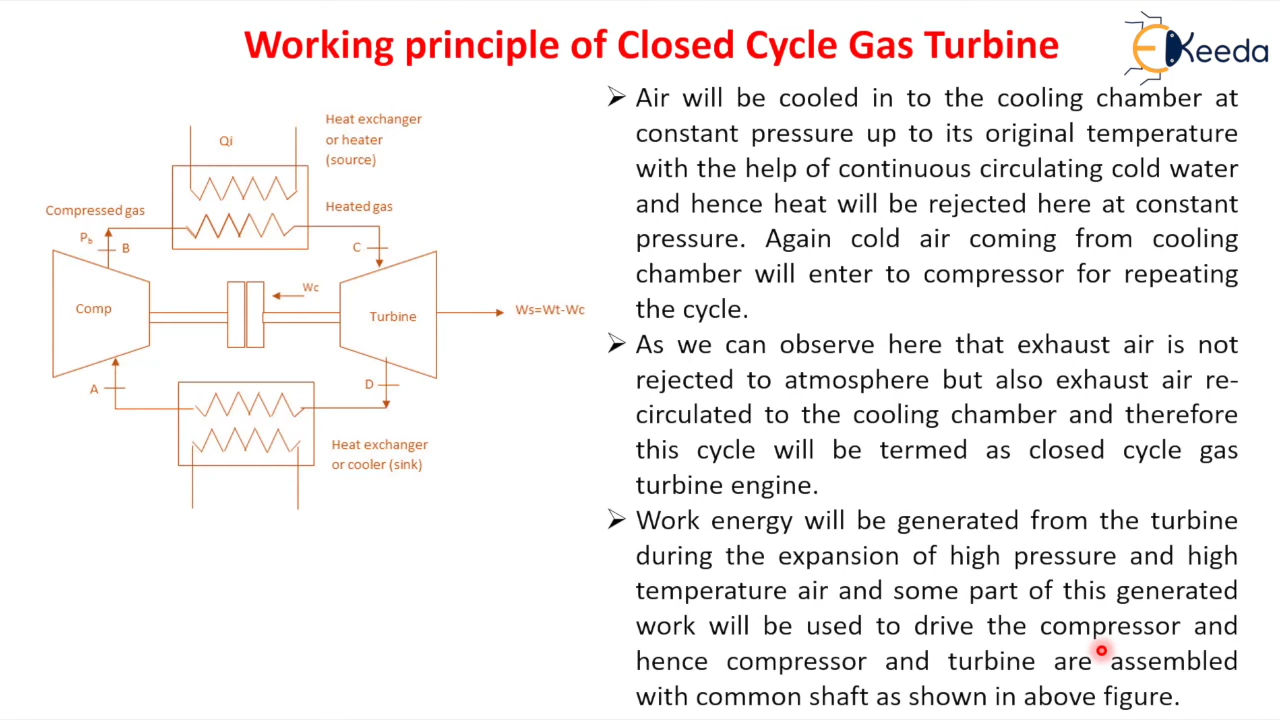 Working principle of Closed Cycle Gas Turbine
EKeeda
Heat exchanger
or heater
(source)
Qi
Compressed gas
Heated gas
Pb
B
C
Wc
Comp
Turbine
Ws=Wt-Wc
A
D
Heat exchanger
or cooler (sink)
➢ Air will be cooled in to the cooling chamber at
constant pressure up to its original temperature
with the help of continuous circulating cold water
and hence heat will be rejected here at constant
pressure. Again cold air coming from cooling
chamber will enter to compressor for repeating
the cycle.
➢ As we can observe here that exhaust air is not
rejected to atmosphere but also exhaust air re-
circulated to the cooling chamber and therefore
this cycle will be termed as closed cycle gas
turbine engine.
➢ Work energy will be generated from the turbine
during the expansion of high pressure and high
temperature air and some part of this generated
work will be used to drive the compressor and
hence compressor and turbine are assembled
with common shaft as shown in above figure.